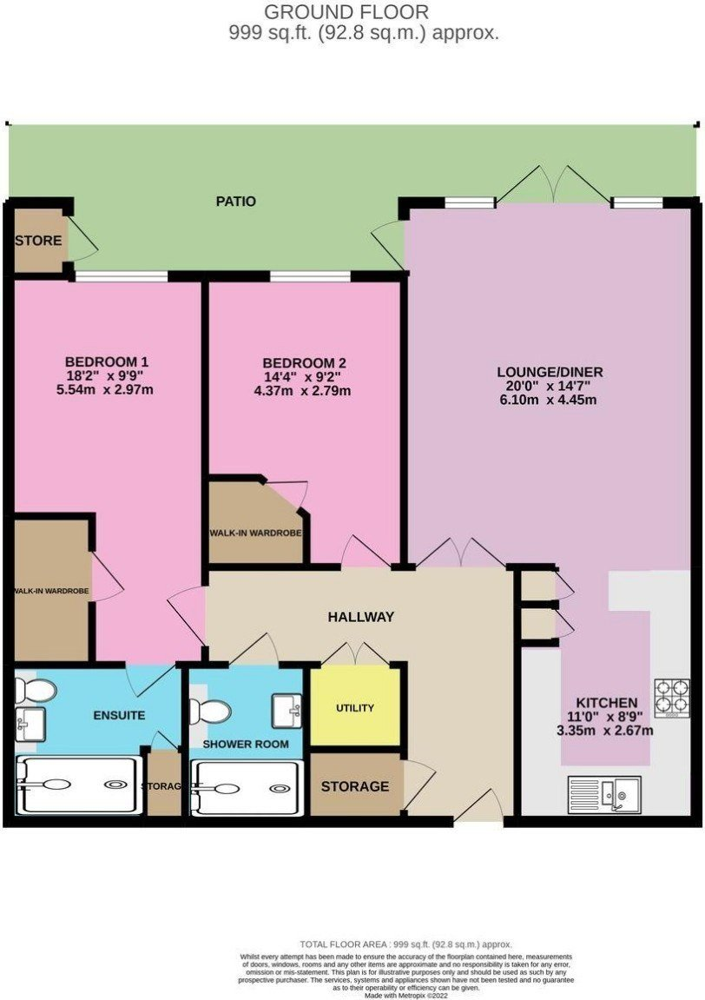 GROUND FLOOR
999 sq.ft. (92.8 sq.m.) approx.
PATIO
STORE
BEDROOM 1
18'2" x 9'9"
5.54m x 2.97m
BEDROOM 2
14'4" x 9'2"
4.37m x 2.79m
LOUNGE/DINER
20'0" x 14'7"
6.10m x 4.45m
WALK-IN WARDROBE
WALK-IN WARDROBE
HALLWAY
ENSUITE
UTILITY
KITCHEN
11'0" x 8'9"
3.35m x 2.67m
SHOWER ROOM
STORAGE
STORAGE
TOTAL FLOOR AREA : 999 sq.ft. (92.8 sq.m.) approx.
Whilst every attempt has been made to ensure the accuracy of the floorplan contained here, measurements
of doors, windows, rooms and any other items are approximate and no responsibility is taken for any error,
omission or mis-statement. This plan is for illustrative purposes only and should be used as such by any
prospective purchaser. The services, systems and appliances shown have not been tested and no guarantee
as to their operability or efficiency can be given.
Made with Metropix ©2022